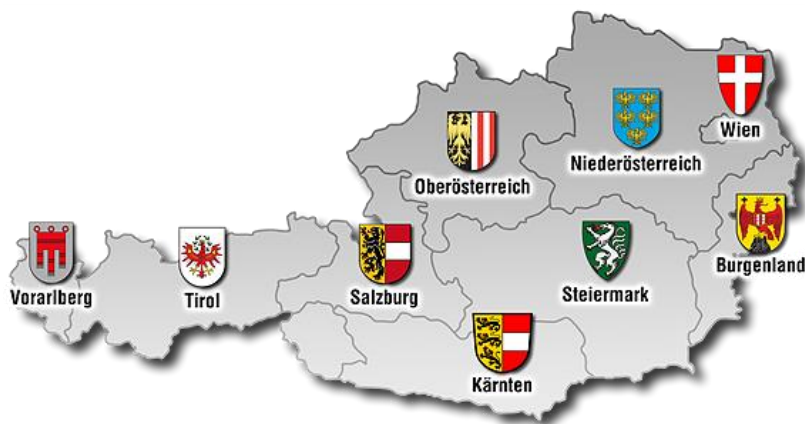 Wien
Niederösterreich
Oberösterreich
Burgenland
Vorarlberg
Tirol
Salzburg
Steiermark
Kärnten